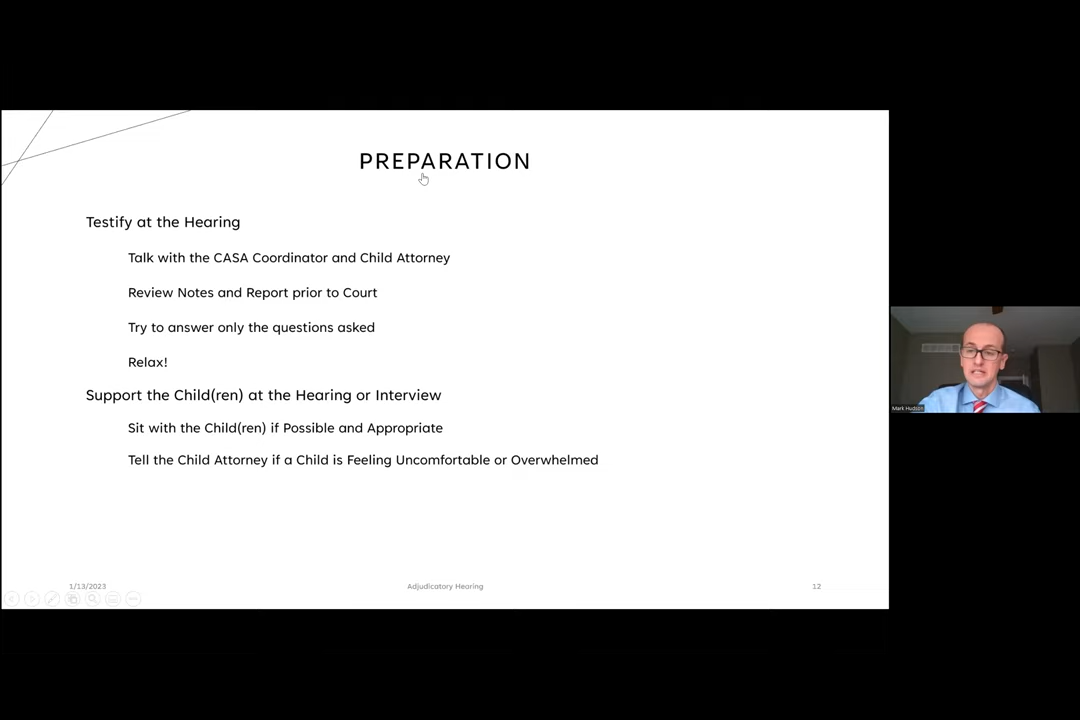 PREPARATION
Testify at the Hearing
Talk with the CASA Coordinator and Child Attorney
Review Notes and Report prior to Court
Try to answer only the questions asked
Relax!
Support the Child(ren) at the Hearing or Interview
Sit with the Child(ren) if Possible and Appropriate
Tell the Child Attorney if a Child is Feeling Uncomfortable or Overwhelmed
1/13/2023
Adjudicatory Hearing
12
Mark Hudson